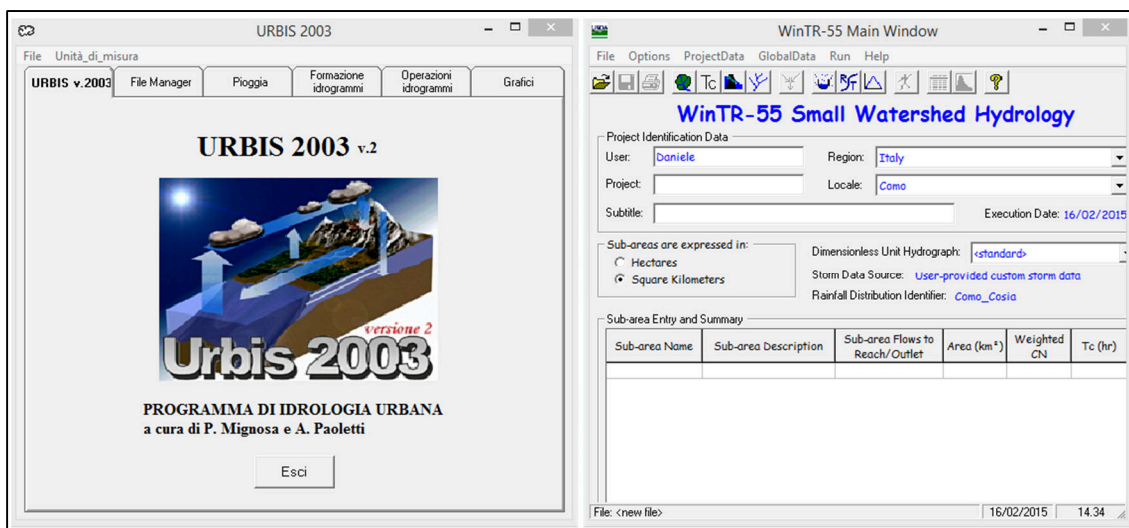 URBIS 2003
File Unità_di_misura
URBIS v.2003 File Manager Pioggia Formazione idrogrammi Operazioni idrogrammi Grafici
URBIS 2003 v.2
versione 2
Urbis 2003
PROGRAMMA DI IDROLOGIA URBANA
a cura di P. Mignosa e A. Paoletti
Esci
USDA
WinTR-55 Main Window
File Options ProjectData GlobalData Run Help
Tc RF ?
WinTR-55 Small Watershed Hydrology
Project Identification Data
User: Daniele Region: Italy
Project: Locale: Como
Subtitle: Execution Date: 16/02/2015
Sub-areas are expressed in:
Hectares
Square Kilometers
Dimensionless Unit Hydrograph: <standard>
Storm Data Source: User-provided custom storm data
Rainfall Distribution Identifier: Como_Cosia
Sub-area Entry and Summary
Sub-area Name Sub-area Description Sub-area Flows to Reach/Outlet Area (km²) Weighted CN Tc (hr)
File: <new file> 16/02/2015 14.34